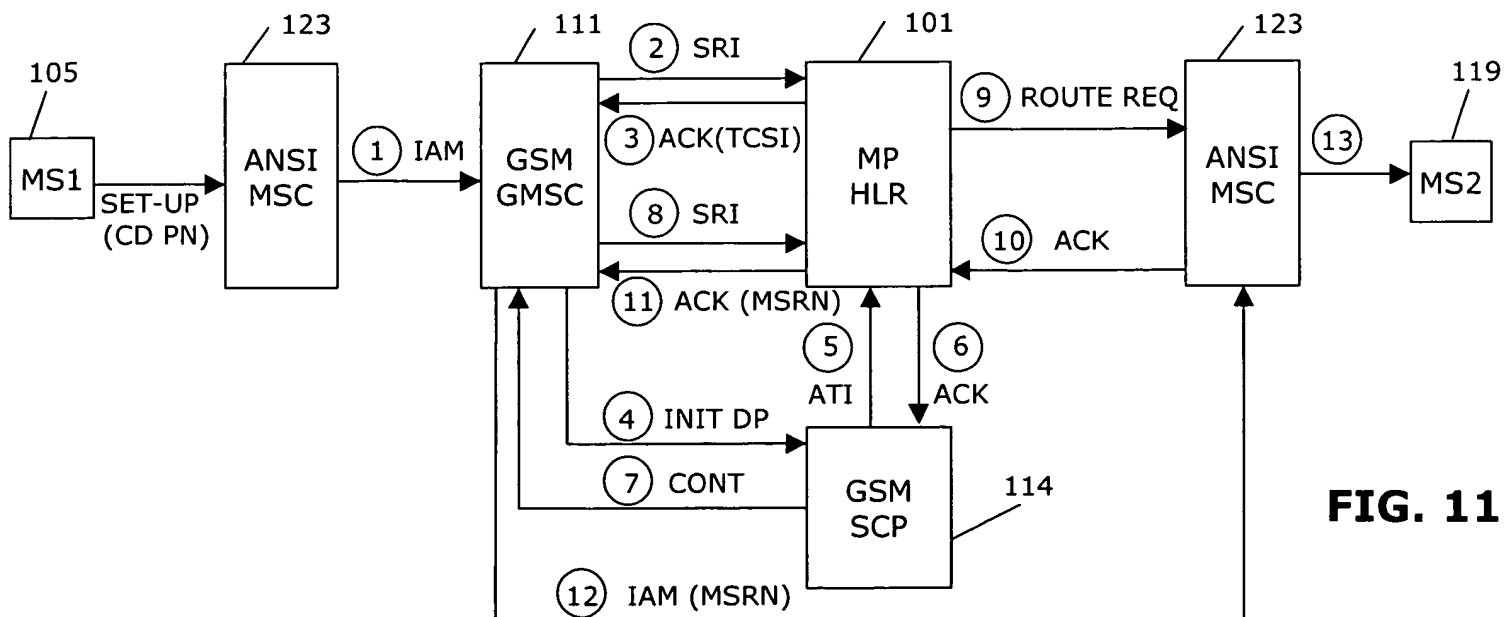 123
111
101
123
105
119
MS1
SET-UP
(CD PN)
ANSI
MSC
1 IAM
GSM
GMSC
2 SRI
3 ACK(TCSI)
8 SRI
11 ACK (MSRN)
MP
HLR
9 ROUTE REQ
10 ACK
ANSI
MSC
13
MS2
5
ATI
6
ACK
4 INIT DP
7 CONT
GSM
SCP
114
12 IAM (MSRN)
FIG. 11